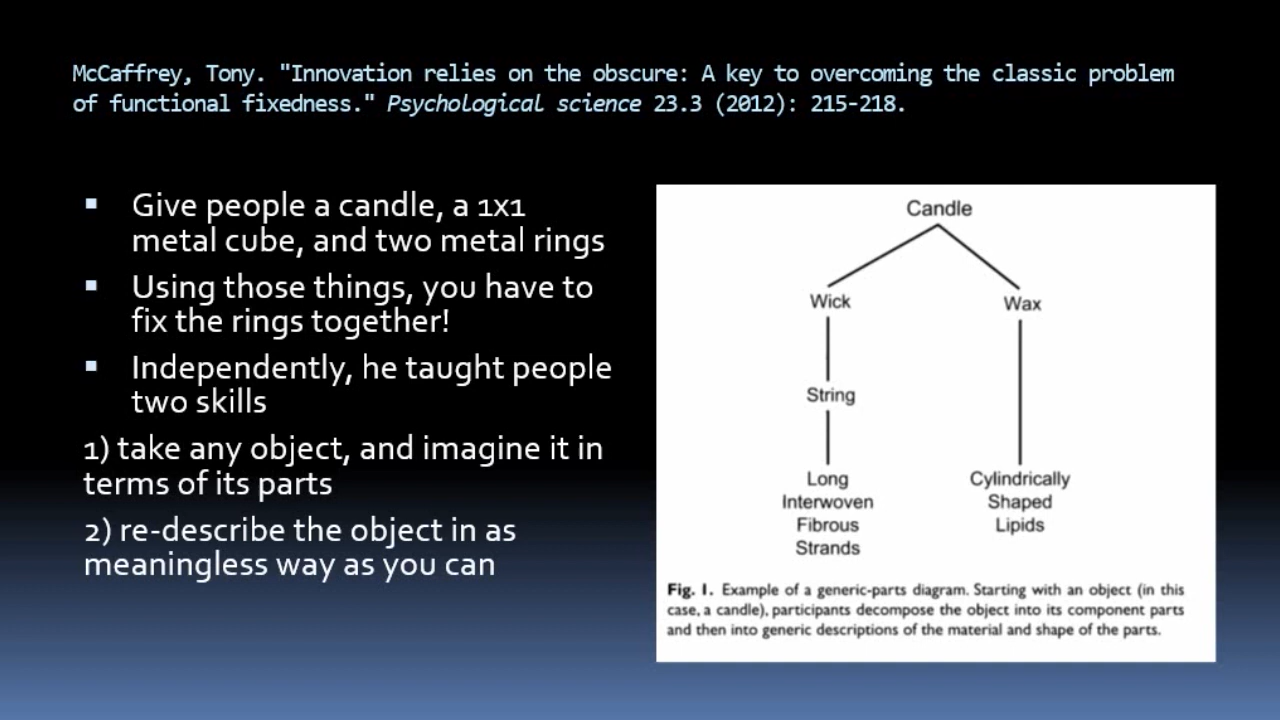 McCaffrey, Tony. "Innovation relies on the obscure: A key to overcoming the classic problem
of functional fixedness." Psychological science 23.3 (2012): 215-218.
▪ Give people a candle, a 1x1
metal cube, and two metal rings
▪ Using those things, you have to
fix the rings together!
▪ Independently, he taught people
two skills
1) take any object, and imagine it in
terms of its parts
2) re-describe the object in as
meaningless way as you can
Candle
Wick
Wax
String
Long
Interwoven
Fibrous
Strands
Cylindrically
Shaped
Lipids
Fig. 1. Example of a generic-parts diagram. Starting with an object (in this
case, a candle), participants decompose the object into its component parts
and then into generic descriptions of the material and shape of the parts.